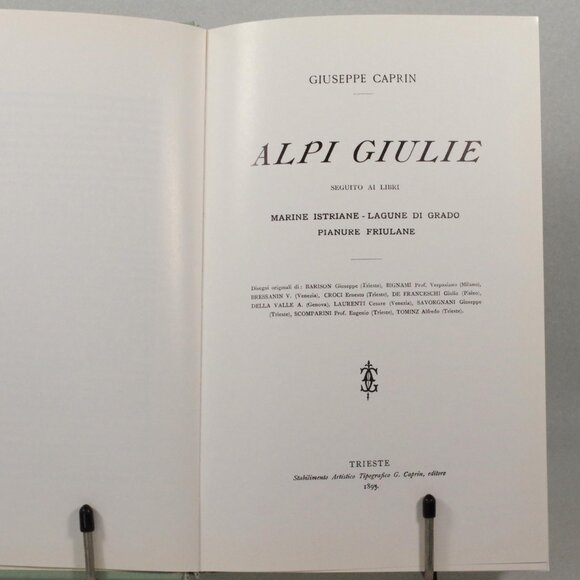 GIUSEPPE CAPRIN
ALPI GIULIE
SEGUITO AI LIBRI
MARINE ISTRIANE - LAGUNE DI GRADO
PIANURE FRIULANE
Disegni originali di: BARISON Giuseppe (Trieste), BIGNAMI Prof. Vespasiano (Milano),
BRESSANIN V. (Venezia), CROCI Ernesto (Trieste), DE FRANCESCHI Giulio (Pisino),
DELLA VALLE A. (Genova), LAURENTI Cesare (Venezia), SAVORGNANI Giuseppe
(Trieste), SCOMPARINI Prof. Eugenio (Trieste), TOMINZ Alfredo (Trieste).
TRIESTE
Stabilimento Artistico Tipografico G. Caprin, editore
1895.